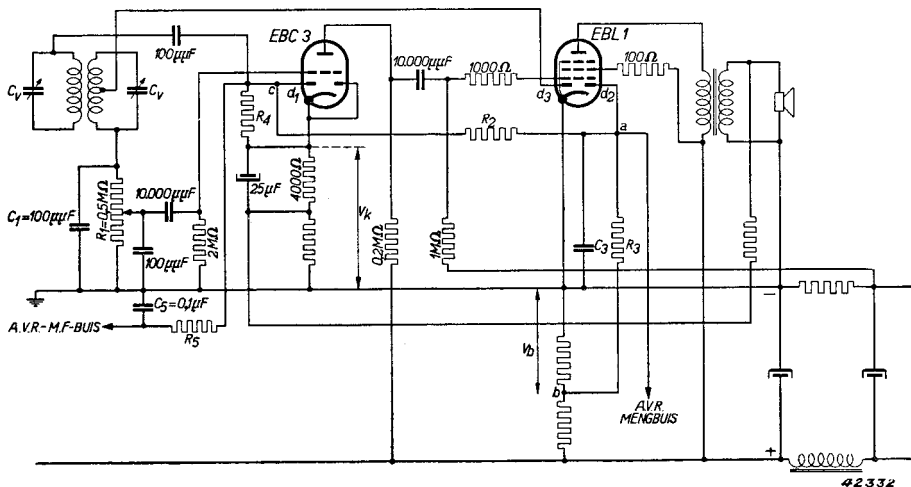 EBC 3
EBL 1
100µµF
10.000µµF
1000Ω
100Ω
Cv
Cv
c
d1
d3
d2
R4
R2
a
25µF
4000Ω
Vk
C1=100µµF
R1=0,5MΩ
10.000µµF
100µµF
2MΩ
0,2MΩ
1MΩ
C3
R3
C5=0,1µF
A.V.R.-M.F-BUIS
R5
Vb
b
A.V.R.
MENGBUIS
−
+
42332